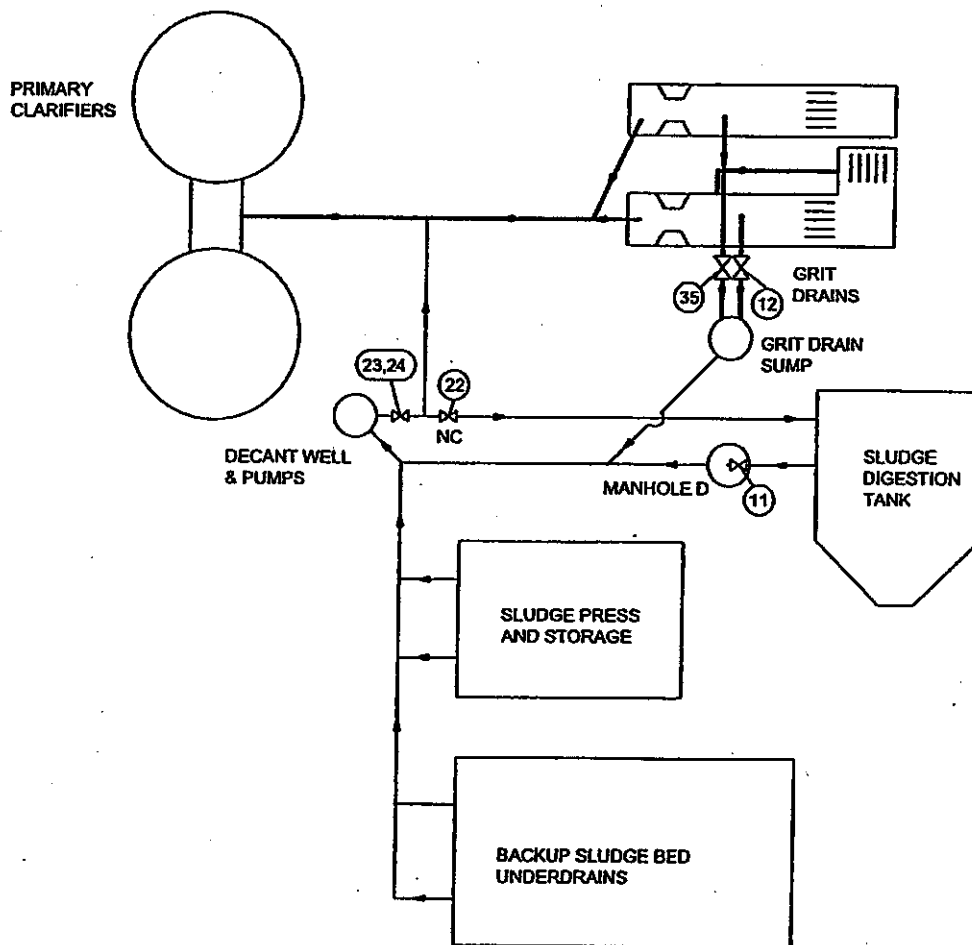 PRIMARY
CLARIFIERS
35
12
GRIT
DRAINS
GRIT DRAIN
SUMP
23,24
22
NC
DECANT WELL
& PUMPS
MANHOLE D
11
SLUDGE
DIGESTION
TANK
SLUDGE PRESS
AND STORAGE
BACKUP SLUDGE BED
UNDERDRAINS